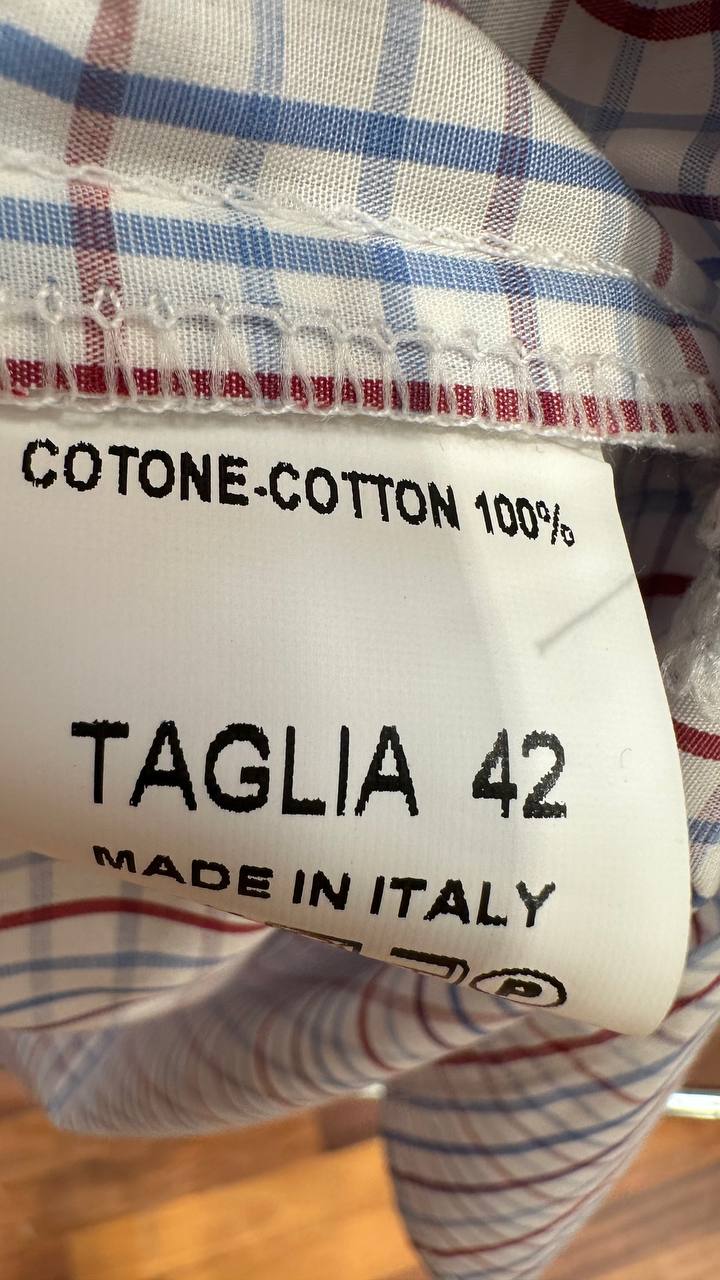 COTONE-COTTON 100%
TAGLIA 42
MADE IN ITALY
P